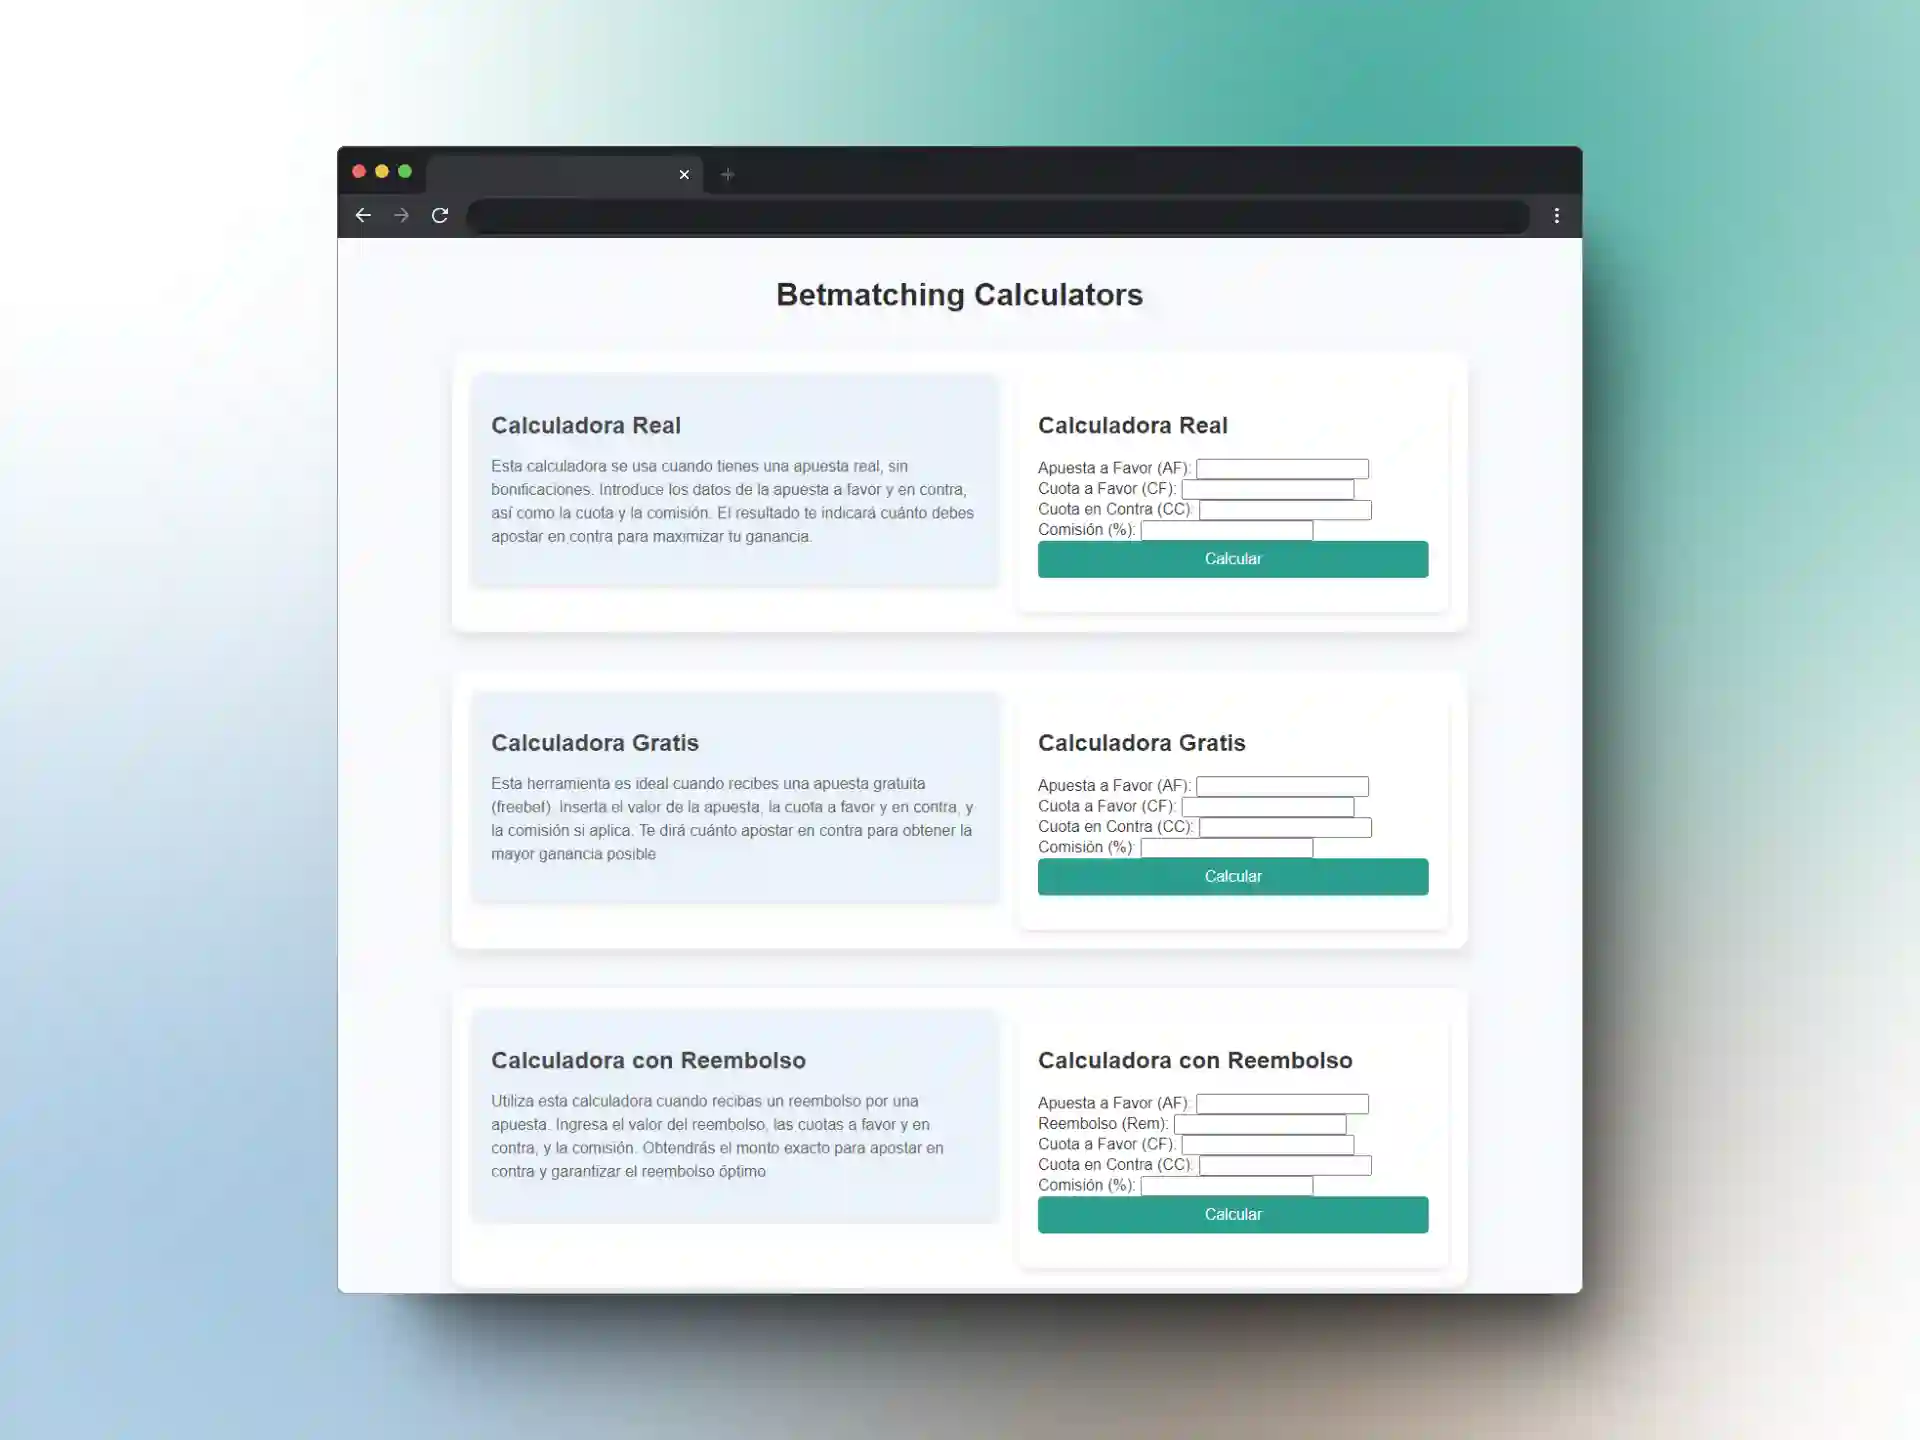 Betmatching Calculators
Calculadora Real
Esta calculadora se usa cuando tienes una apuesta real, sin
bonificaciones. Introduce los datos de la apuesta a favor y en contra,
así como la cuota y la comisión. El resultado te indicará cuánto debes
apostar en contra para maximizar tu ganancia.
Calculadora Real
Apuesta a Favor (AF):
Cuota a Favor (CF):
Cuota en Contra (CC):
Comisión (%):
Calcular
Calculadora Gratis
Esta herramienta es ideal cuando recibes una apuesta gratuita
(freebet). Inserta el valor de la apuesta, la cuota a favor y en contra, y
la comisión si aplica. Te dirá cuánto apostar en contra para obtener la
mayor ganancia posible
Calculadora Gratis
Apuesta a Favor (AF):
Cuota a Favor (CF):
Cuota en Contra (CC):
Comisión (%):
Calcular
Calculadora con Reembolso
Utiliza esta calculadora cuando recibas un reembolso por una
apuesta. Ingresa el valor del reembolso, las cuotas a favor y en
contra, y la comisión. Obtendrás el monto exacto para apostar en
contra y garantizar el reembolso óptimo
Calculadora con Reembolso
Apuesta a Favor (AF):
Reembolso (Rem):
Cuota a Favor (CF):
Cuota en Contra (CC):
Comisión (%):
Calcular